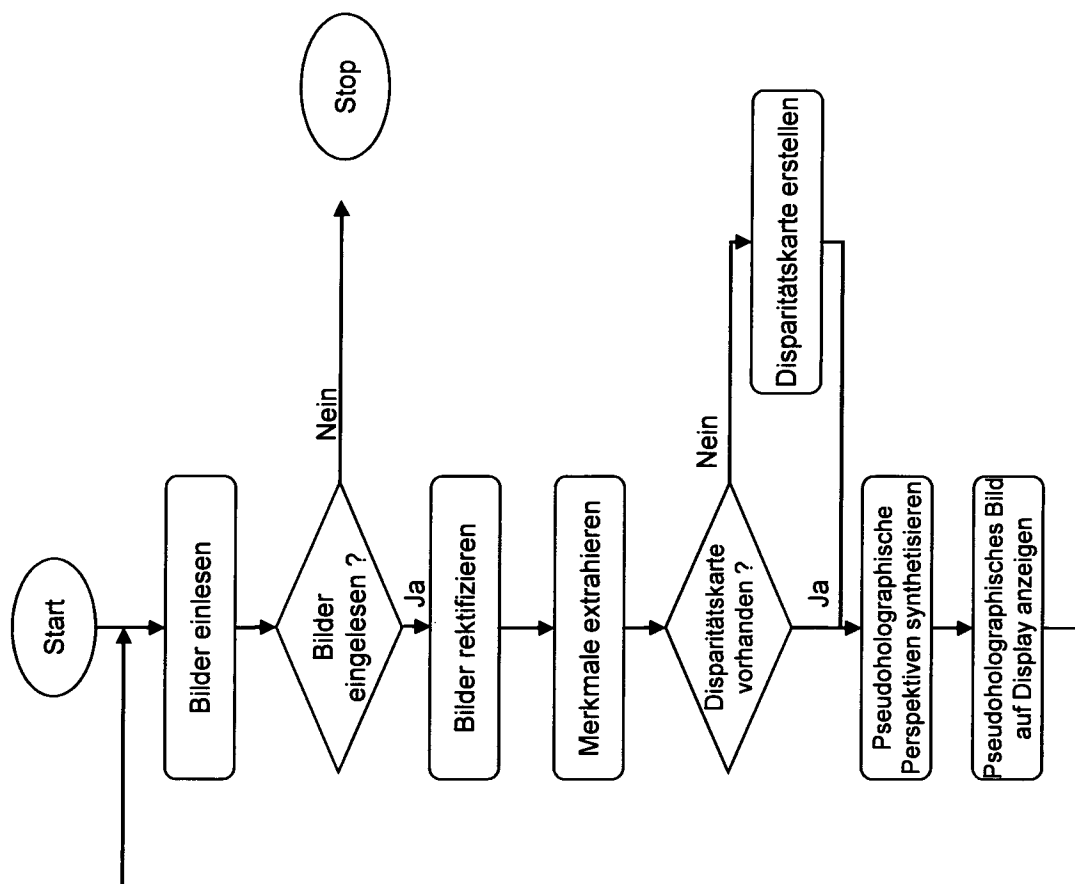 Start
Bilder einlesen
Bilder
eingelesen ?
Nein
Stop
Ja
Bilder rektifizieren
Merkmale extrahieren
Disparitätskarte
vorhanden ?
Nein
Disparitätskarte erstellen
Ja
Pseudoholographische
Perspektiven synthetisieren
Pseudoholographisches Bild
auf Display anzeigen